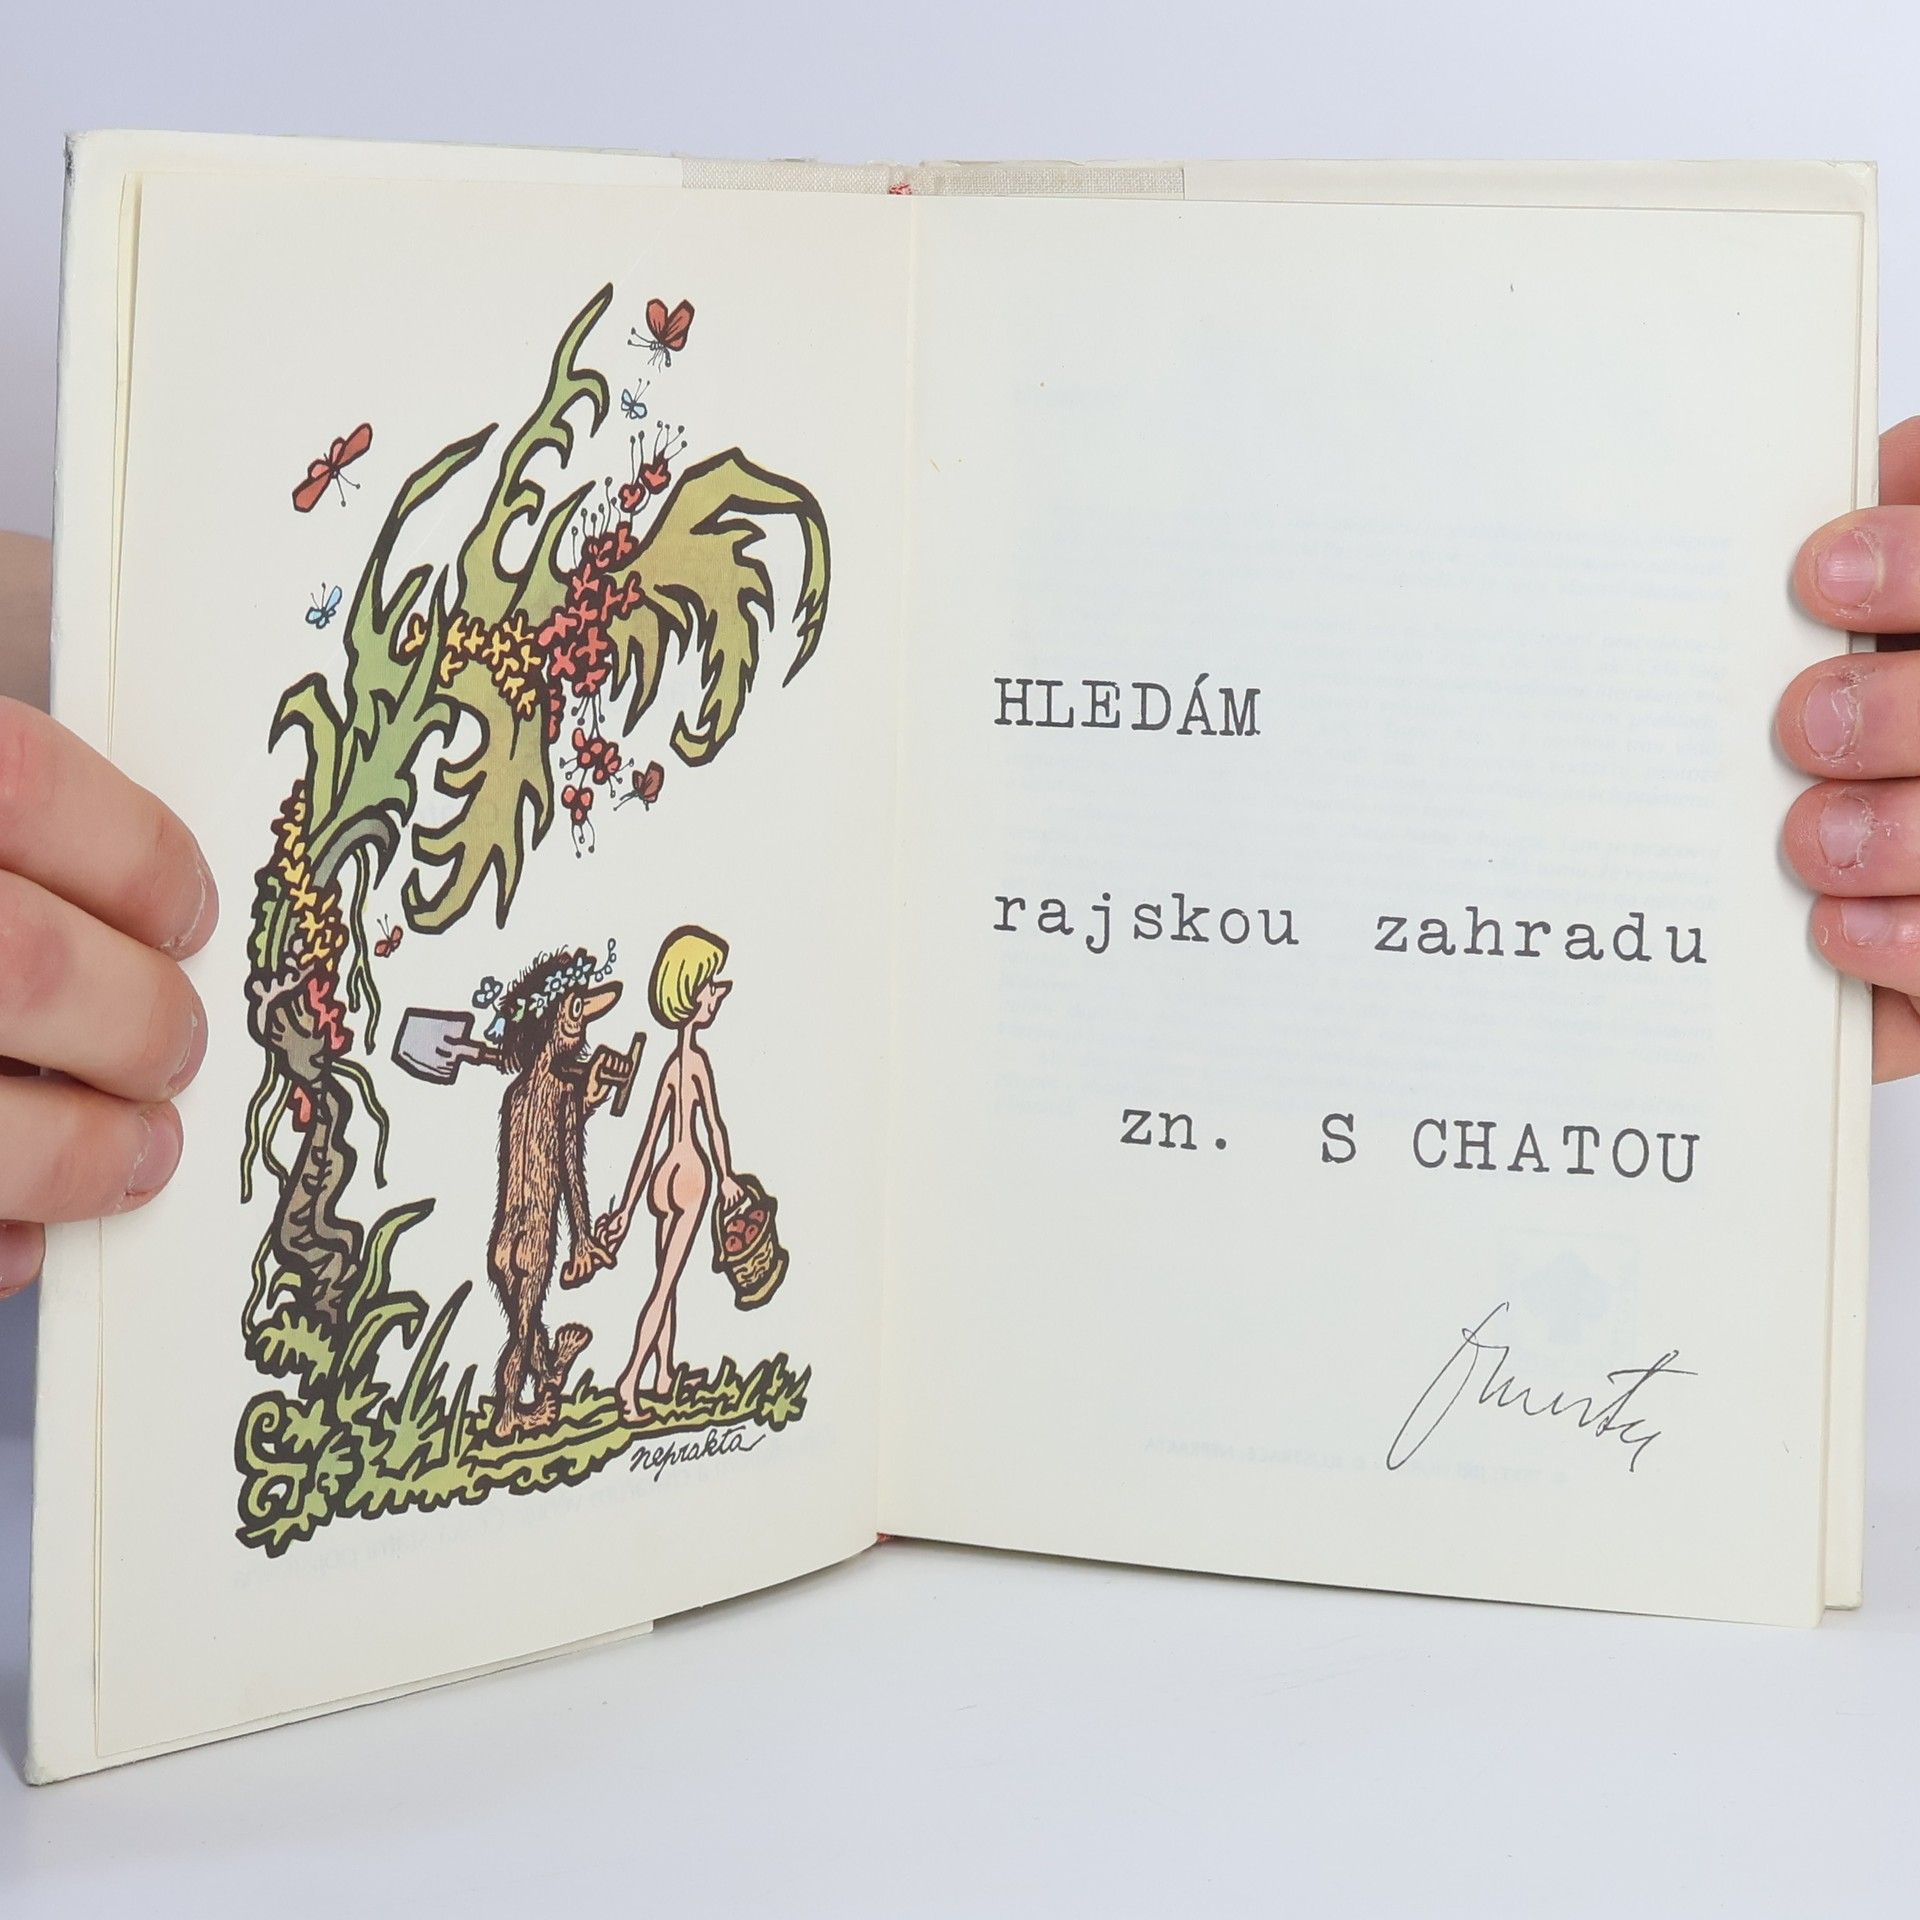 neprakta
HLEDÁM
rajskou zahradu
zn. S CHATOU